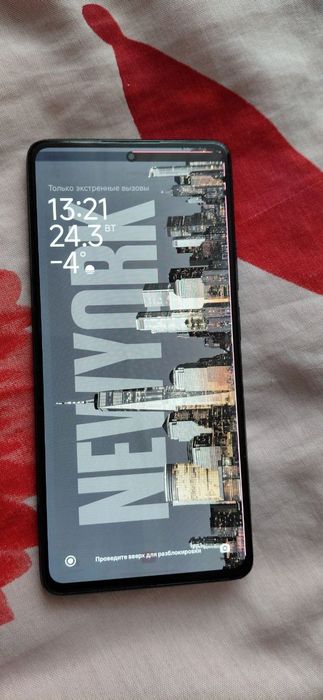 Только экстренные вызовы
13:21
24.3 ВТ
-4°
NEWYORK
Проведите вверх для разблокировки